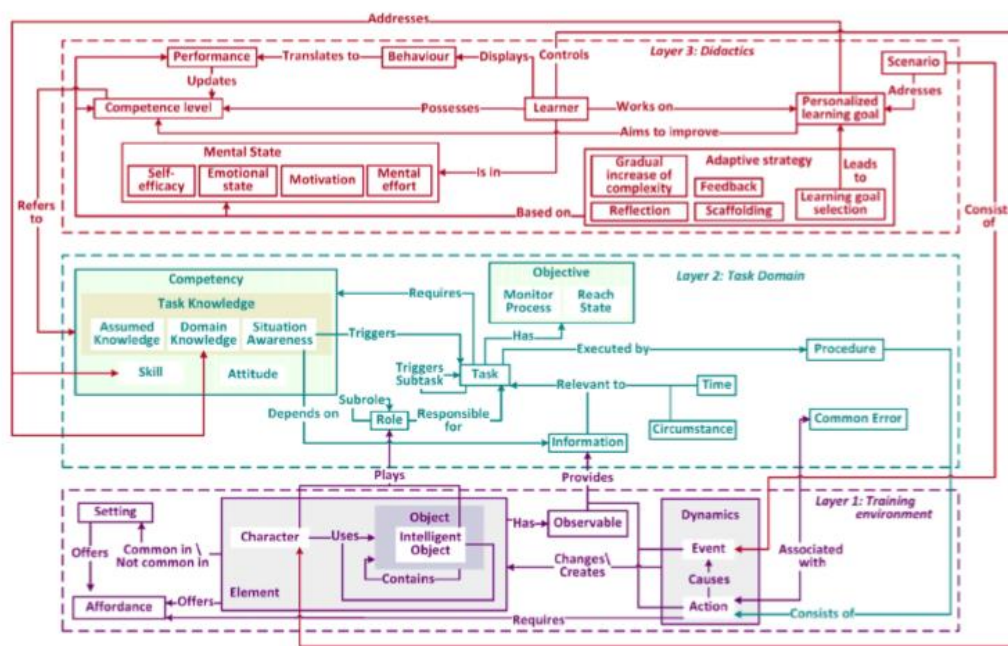 Addresses
Layer 3: Didactics
Performance
Translates to
Behaviour
Displays
Controls
Scenario
Updates
Adresses
Competence level
Possesses
Learner
Works on
Personalized
learning goal
Aims to improve
Mental State
Self-
efficacy
Emotional
state
Motivation
Mental
effort
Is in
Gradual
increase of
complexity
Adaptive strategy
Feedback
Leads
to
Reflection
Scaffolding
Learning goal
selection
Based on
Refers
to
Consists
of
Layer 2: Task Domain
Competency
Task Knowledge
Assumed
Knowledge
Domain
Knowledge
Situation
Awareness
Skill
Attitude
Requires
Objective
Monitor
Process
Reach
State
Has
Triggers
Executed by
Procedure
Task
Triggers
Subtask
Relevant to
Time
Subrole
Role
Responsible
for
Circumstance
Common Error
Depends on
Information
Plays
Provides
Layer 1: Training
environment
Setting
Offers
Common in \
Not common in
Affordance
Offers
Character
Uses
Object
Intelligent
Object
Contains
Element
Has
Observable
Changes\
Creates
Dynamics
Event
Causes
Action
Associated
with
Consists of
Requires